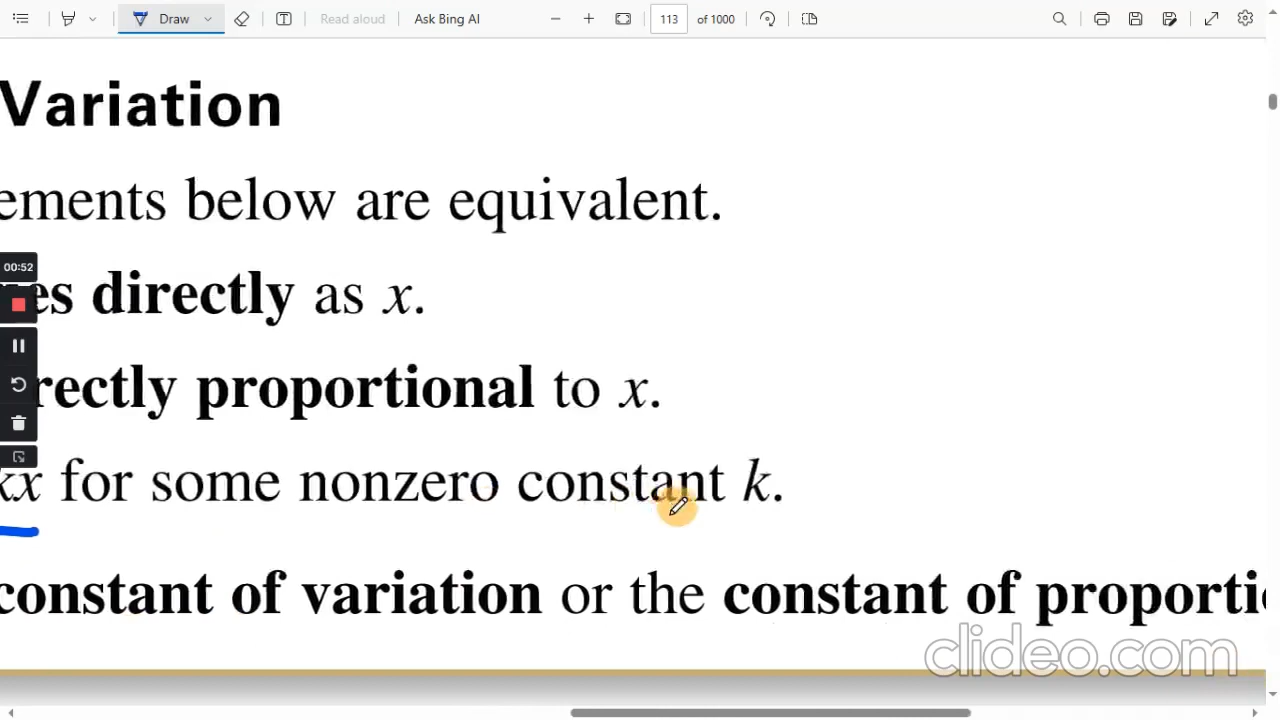 Draw
Read aloud
Ask Bing AI
113 of 1000
Variation
ements below are equivalent.
00:52
es directly as x.
rectly proportional to x.
kx for some nonzero constant k.
constant of variation or the constant of proporti
clideo.com